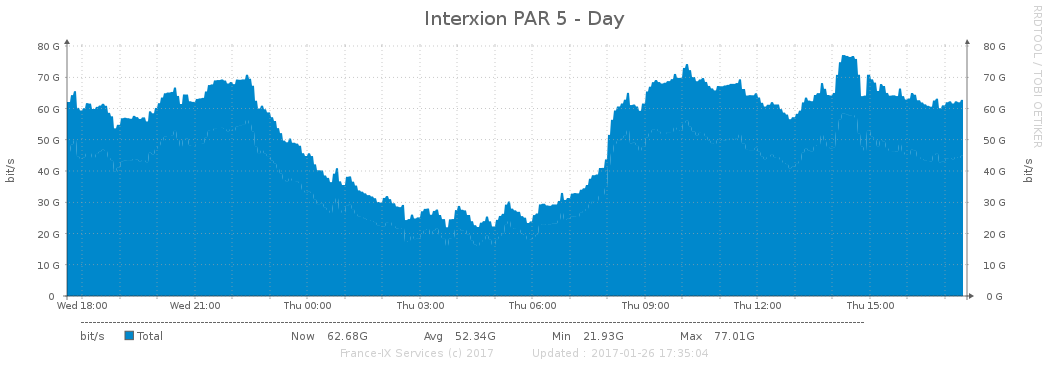 Interxion PAR 5 - Day
RRDTOOL / TOBI OETIKER
80 G 80 G
70 G 70 G
60 G 60 G
50 G 50 G
40 G 40 G
30 G 30 G
20 G 20 G
10 G 10 G
0 0 G
bit/s bit/s
Wed 18:00 Wed 21:00 Thu 00:00 Thu 03:00 Thu 06:00 Thu 09:00 Thu 12:00 Thu 15:00
bit/s Total Now 62.68G Avg 52.34G Min 21.93G Max 77.01G
France-IX Services (c) 2017 Updated : 2017-01-26 17:35:04